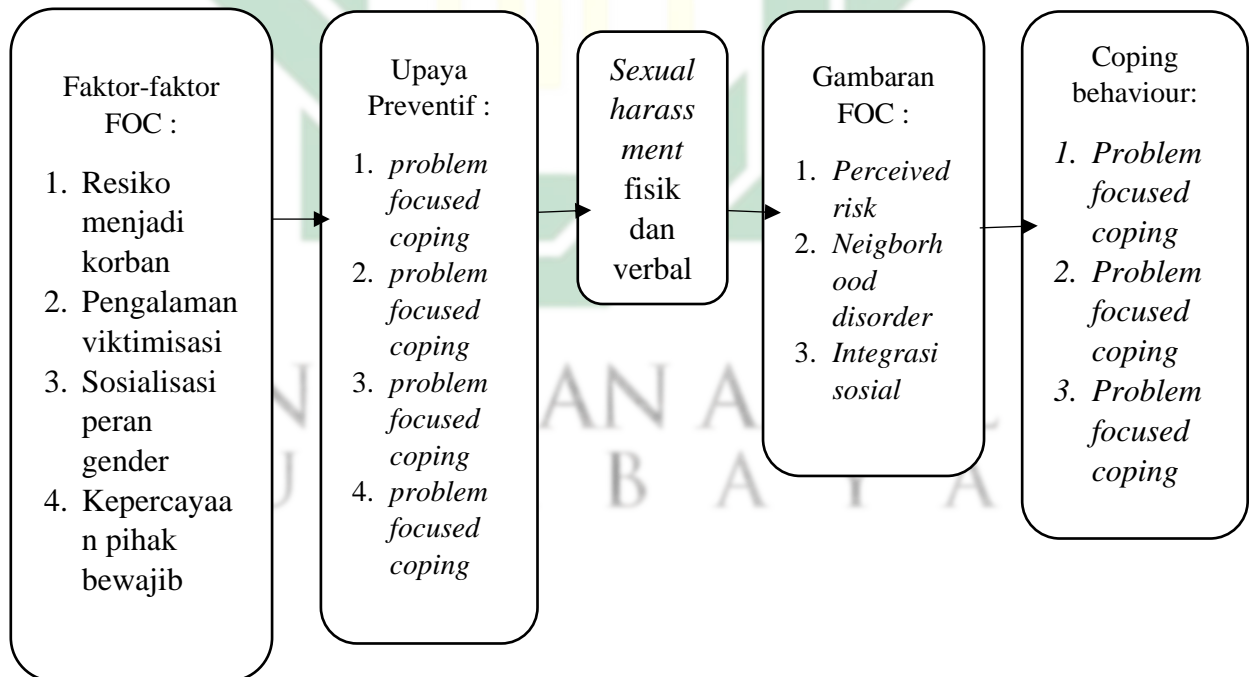 Faktor-faktor
FOC :
1. Resiko
menjadi
korban
2. Pengalaman
viktimisasi
3. Sosialisasi
peran
gender
4. Kepercayaa
n pihak
bewajib
Upaya
Preventif :
1. problem
focused
coping
2. problem
focused
coping
3. problem
focused
coping
4. problem
focused
coping
Sexual
harass
ment
fisik
dan
verbal
Gambaran
FOC :
1. Perceived
risk
2. Neigborh
ood
disorder
3. Integrasi
sosial
Coping
behaviour:
1. Problem
focused
coping
2. Problem
focused
coping
3. Problem
focused
coping